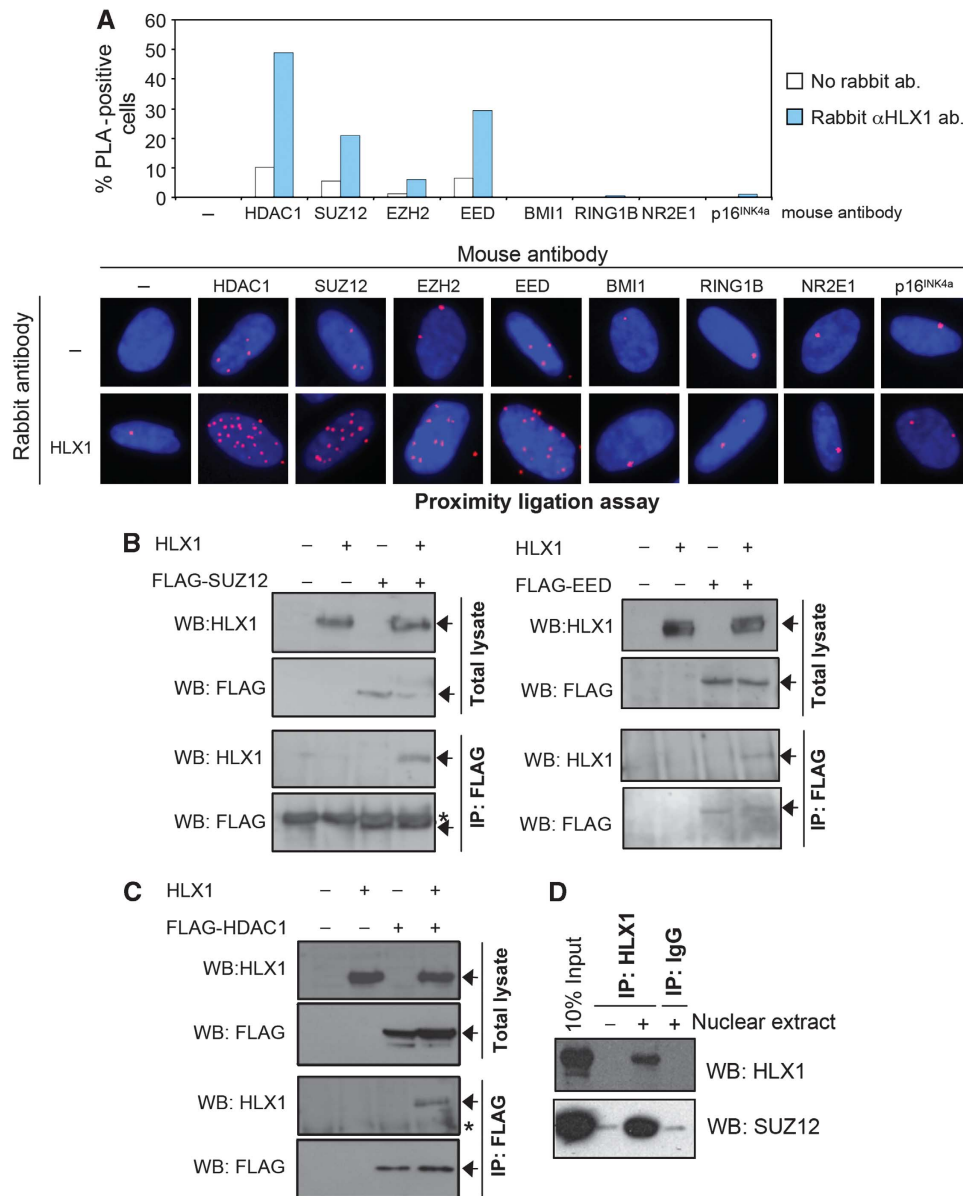 A
60
50
40
30
20
10
0
% PLA-positive
cells
No rabbit ab.
Rabbit αHLX1 ab.
– HDAC1 SUZ12 EZH2 EED BMI1 RING1B NR2E1 p16INK4a mouse antibody
Mouse antibody
– HDAC1 SUZ12 EZH2 EED BMI1 RING1B NR2E1 p16INK4a
Rabbit antibody
–
HLX1
Proximity ligation assay
B
HLX1 – + – +
FLAG-SUZ12 – – + +
WB:HLX1
WB: FLAG
Total lysate
WB: HLX1
WB: FLAG
*
IP: FLAG
HLX1 – + – +
FLAG-EED – – + +
WB:HLX1
WB: FLAG
Total lysate
WB: HLX1
WB: FLAG
IP: FLAG
C
HLX1 – + – +
FLAG-HDAC1 – – + +
WB:HLX1
WB: FLAG
Total lysate
WB: HLX1
*
WB: FLAG
IP: FLAG
D
10% Input
IP: HLX1
IP: IgG
– + + Nuclear extract
WB: HLX1
WB: SUZ12